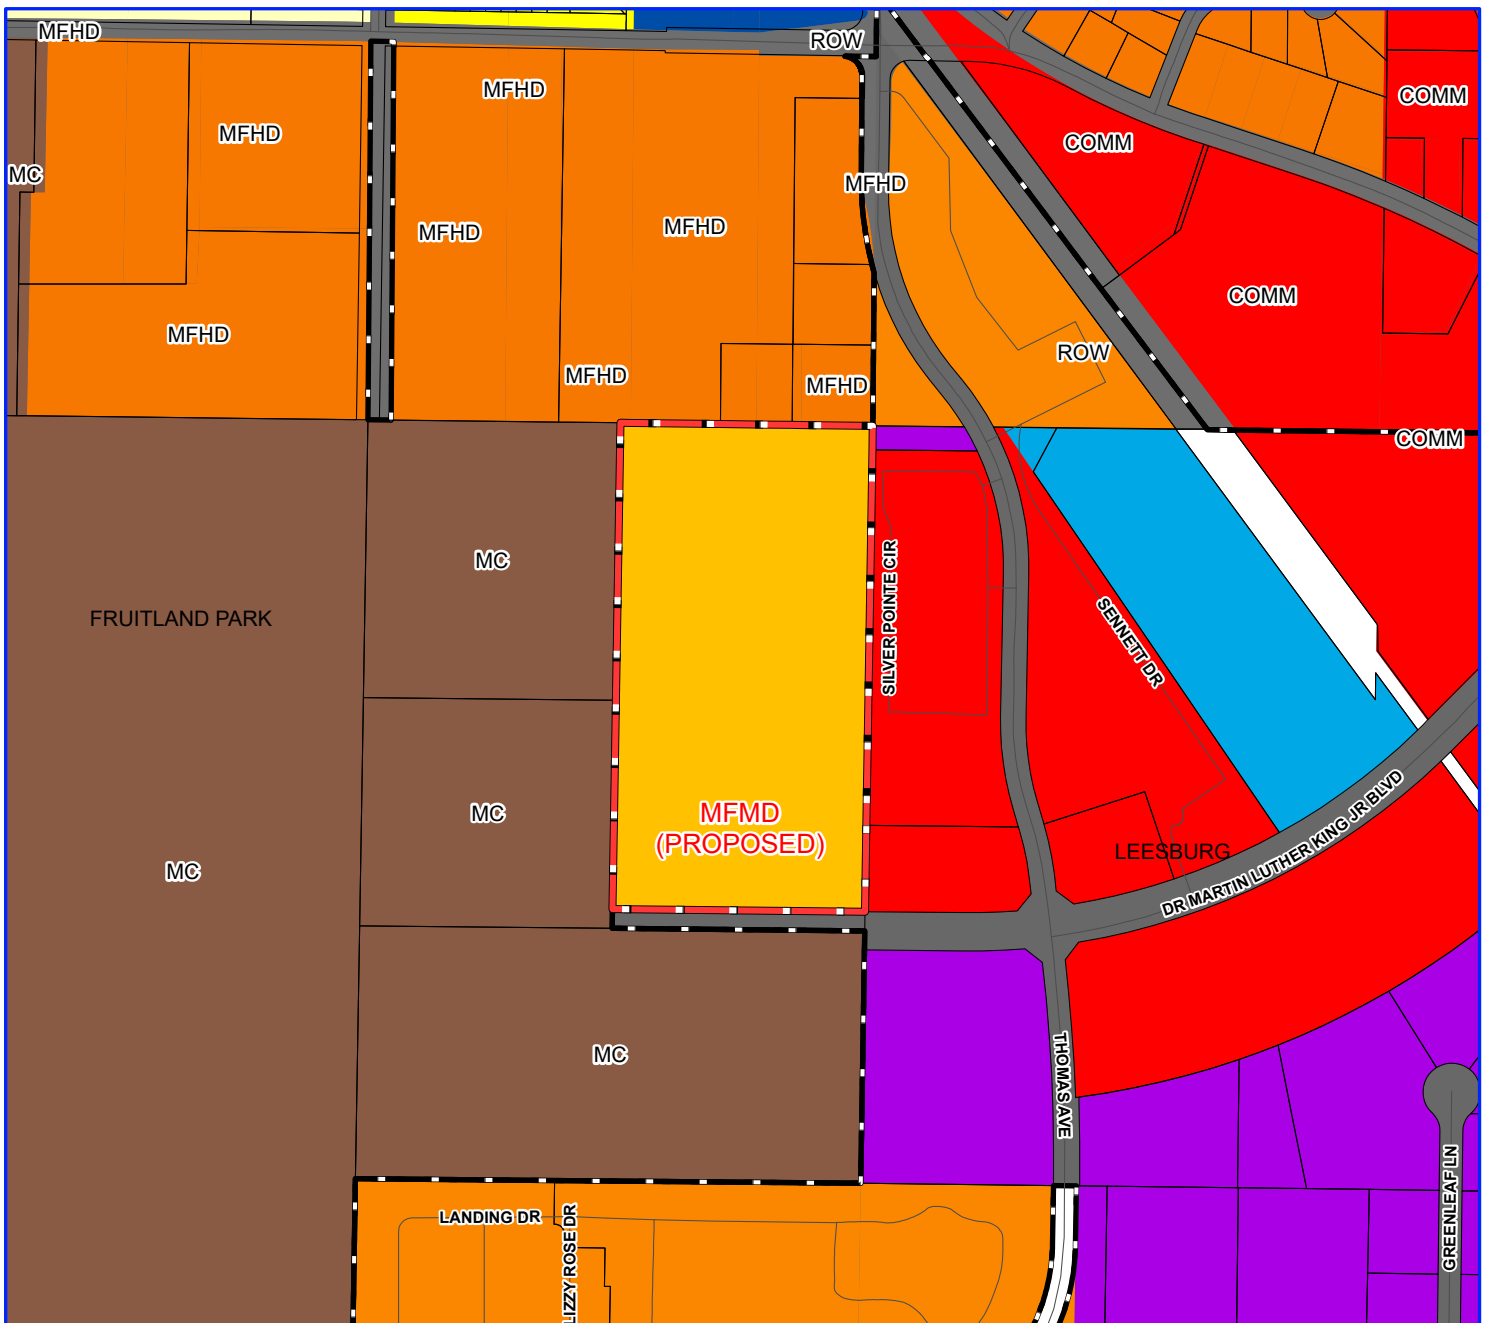 MFHD
ROW
MFHD
COMM
MFHD
COMM
MC
MFHD
MFHD
MFHD
MFHD
COMM
MFHD
ROW
MFHD
MFHD
COMM
MC
SILVER POINTE CIR
SENNETT DR
FRUITLAND PARK
MC
MFMD
(PROPOSED)
DR MARTIN LUTHER KING JR BLVD
LEESBURG
MC
MC
THOMAS AVE
GREENLEAF LN
LANDING DR
LIZZY ROSE DR